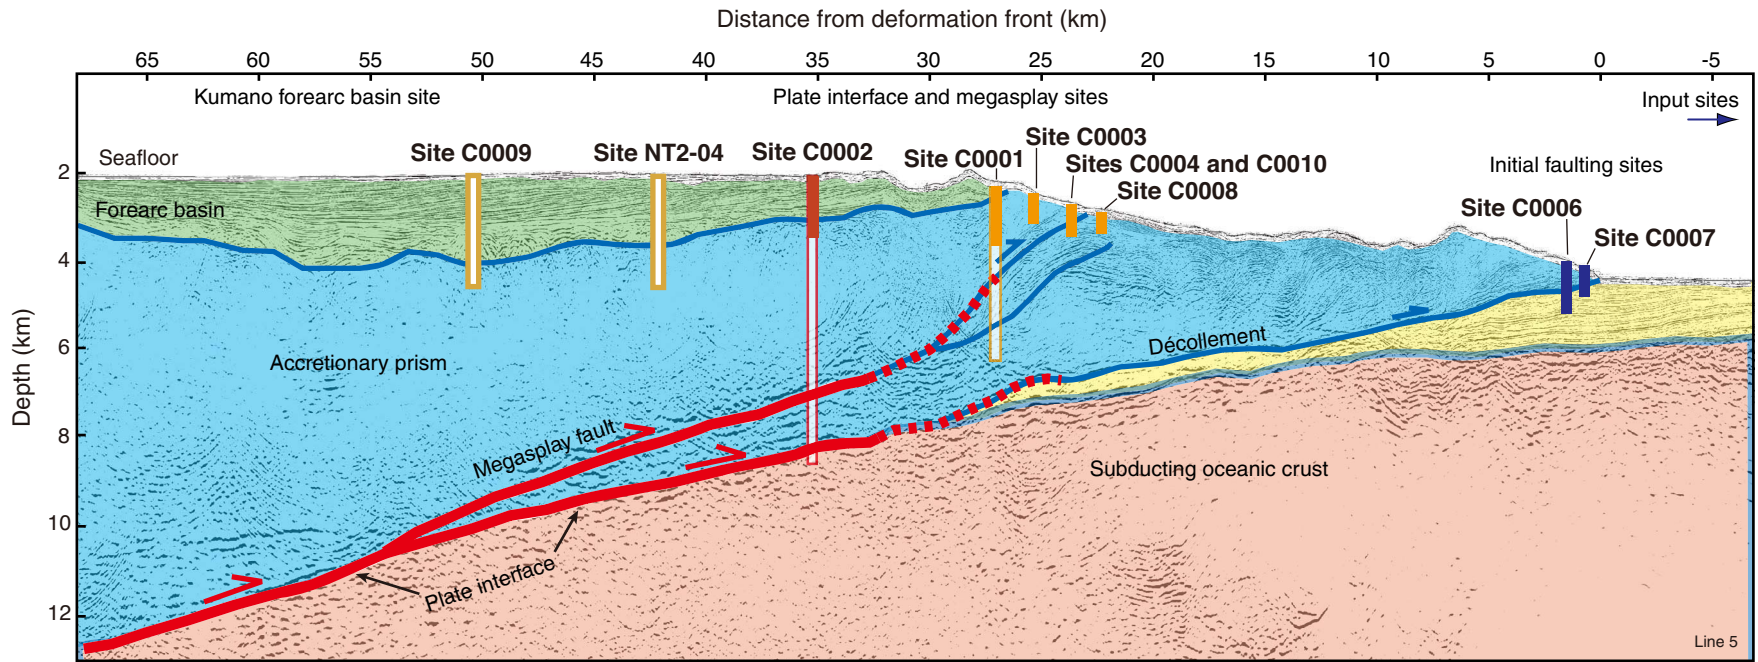 Distance from deformation front (km)
65 60 55 50 45 40 35 30 25 20 15 10 5 0 -5
Kumano forearc basin site
Plate interface and megasplay sites
Input sites
Site C0003
Seafloor
Site C0009
Site NT2-04
Site C0002
Site C0001
Sites C0004 and C0010
Initial faulting sites
Site C0008
Site C0006
Site C0007
Forearc basin
Depth (km)
2
4
6
8
10
12
Accretionary prism
Décollement
Megasplay fault
Subducting oceanic crust
Plate interface
Line 5